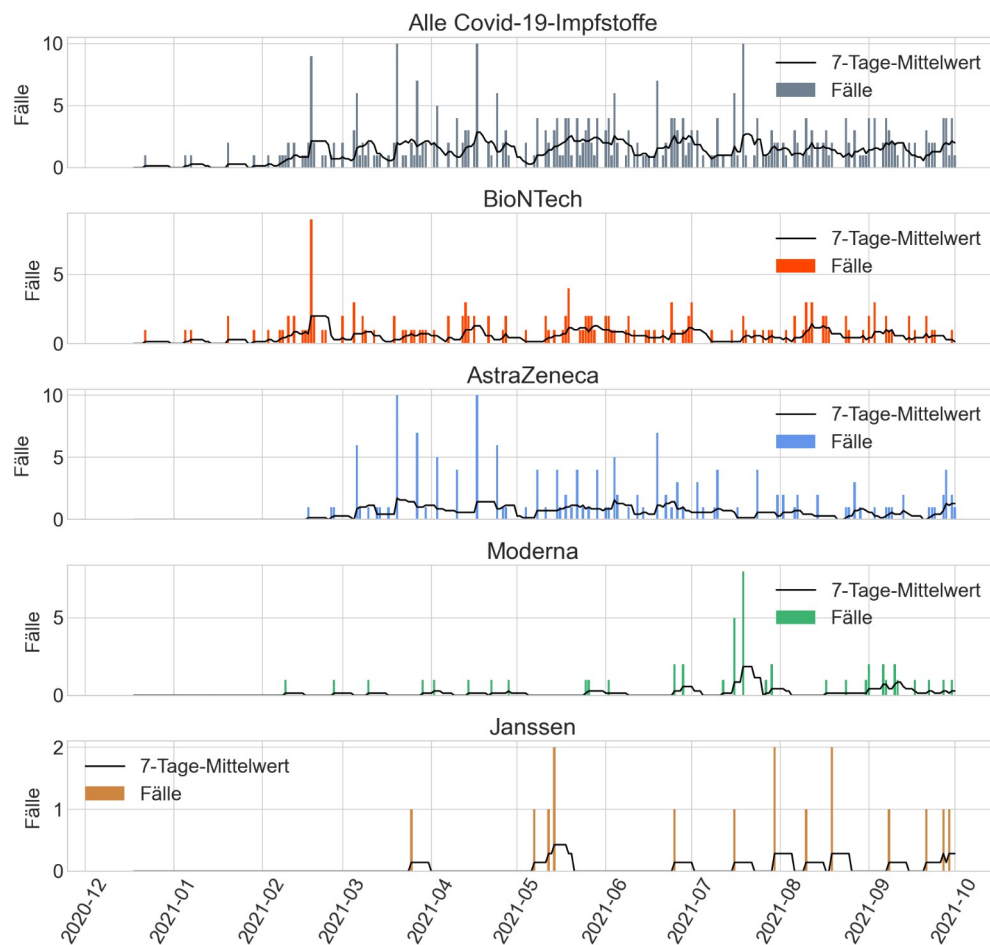 Alle Covid-19-Impfstoffe
10
5
0
Fälle
7-Tage-Mittelwert
Fälle
BioNTech
5
0
Fälle
7-Tage-Mittelwert
Fälle
AstraZeneca
10
5
0
Fälle
7-Tage-Mittelwert
Fälle
Moderna
5
0
Fälle
7-Tage-Mittelwert
Fälle
Janssen
2
1
0
Fälle
7-Tage-Mittelwert
Fälle
2020-12
2021-01
2021-02
2021-03
2021-04
2021-05
2021-06
2021-07
2021-08
2021-09
2021-10